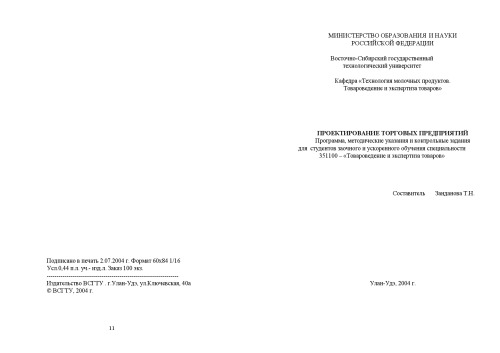 Подписано в печать 2.07.2004 г. Формат 60х84 1/16
Усл.0,44 п.л. уч.- изд.л. Заказ 100 экз.
Издательство ВСГТУ . г.Улан-Удэ, ул.Ключевская, 40а
© ВСГТУ, 2004 г.
11
МИНИСТЕРСТВО ОБРАЗОВАНИЯ И НАУКИ
РОССИЙСКОЙ ФЕДЕРАЦИИ
Восточно-Сибирский государственный
технологический университет
Кафедра «Технология молочных продуктов.
Товароведение и экспертиза товаров»
ПРОЕКТИРОВАНИЕ ТОРГОВЫХ ПРЕДПРИЯТИЙ
Программа, методические указания и контрольные задания
для студентов заочного и ускоренного обучения специальности
351100 – «Товароведение и экспертиза товаров»
Составитель Занданова Т.Н.
Улан-Удэ, 2004 г.